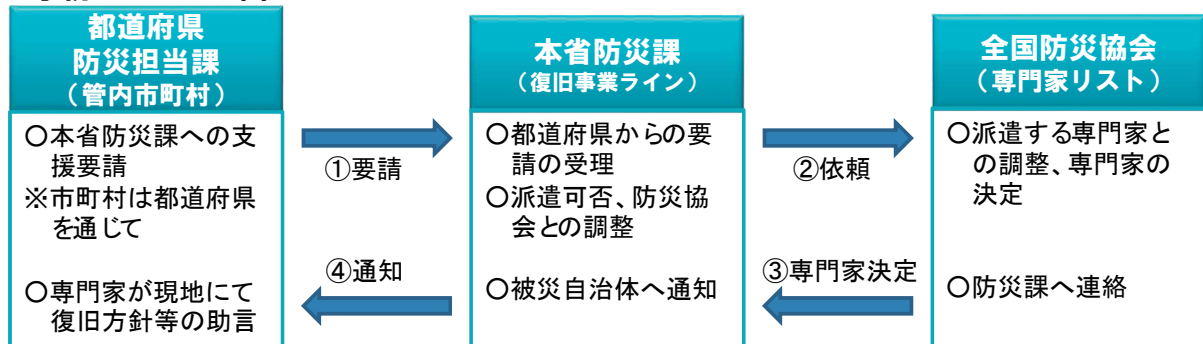 都道府県
防災担当課
（管内市町村）
〇本省防災課への支
援要請
※市町村は都道府県
を通じて
〇専門家が現地にて
復旧方針等の助言
①要請
④通知
本省防災課
（復旧事業ライン）
〇都道府県からの要
請の受理
〇派遣可否、防災協
会との調整
〇被災自治体へ通知
②依頼
③専門家決定
全国防災協会
（専門家リスト）
〇派遣する専門家と
の調整、専門家の
決定
〇防災課へ連絡